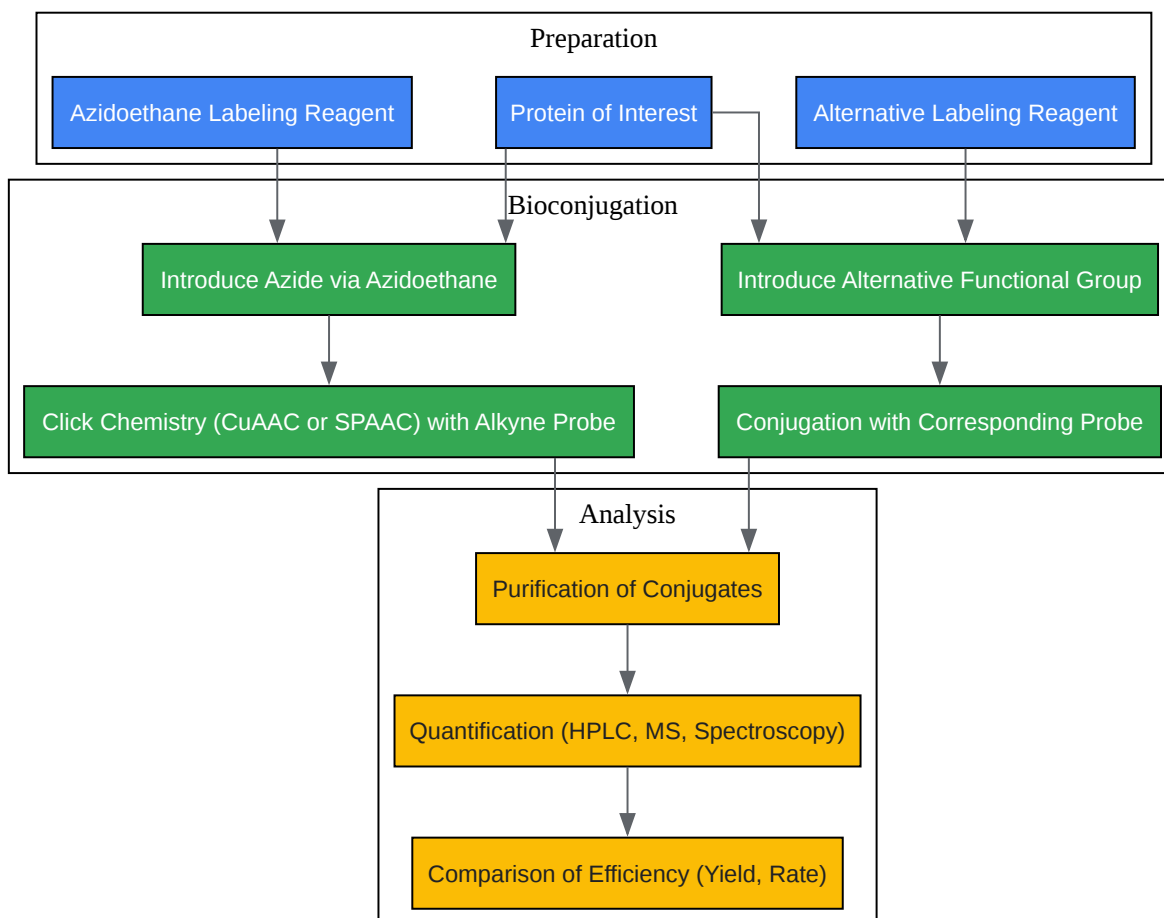 Preparation
Azidoethane Labeling Reagent
Protein of Interest
Alternative Labeling Reagent
Bioconjugation
Introduce Azide via Azidoethane
Introduce Alternative Functional Group
Click Chemistry (CuAAC or SPAAC) with Alkyne Probe
Conjugation with Corresponding Probe
Analysis
Purification of Conjugates
Quantification (HPLC, MS, Spectroscopy)
Comparison of Efficiency (Yield, Rate)